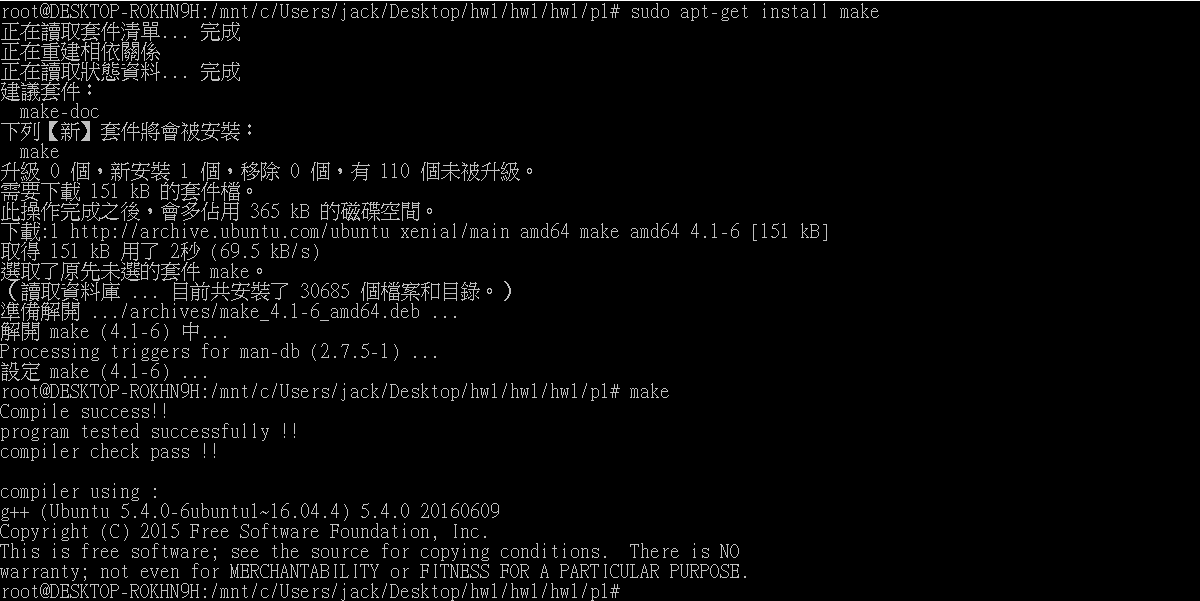 root@DESKTOP-ROKHN9H:/mnt/c/Users/jack/Desktop/hw1/hw1/hw1/p1# sudo apt-get install make
正在讀取套件清單... 完成
正在重建相依關係
正在讀取狀態資料... 完成
建議套件：
  make-doc
下列【新】套件將會被安裝：
  make
升級 0 個，新安裝 1 個，移除 0 個，有 110 個未被升級。
需要下載 151 kB 的套件檔。
此操作完成之後，會多佔用 365 kB 的磁碟空間。
下載:1 http://archive.ubuntu.com/ubuntu xenial/main amd64 make amd64 4.1-6 [151 kB]
取得 151 kB 用了 2秒 (69.5 kB/s)
選取了原先未選的套件 make。
（讀取資料庫 ... 目前共安裝了 30685 個檔案和目錄。）
準備解開 .../archives/make_4.1-6_amd64.deb ...
解開 make (4.1-6) 中...
Processing triggers for man-db (2.7.5-1) ...
設定 make (4.1-6) ...
root@DESKTOP-ROKHN9H:/mnt/c/Users/jack/Desktop/hw1/hw1/hw1/p1# make
Compile success!!
program tested successfully !!
compiler check pass !!

compiler using :
g++ (Ubuntu 5.4.0-6ubuntu1~16.04.4) 5.4.0 20160609
Copyright (C) 2015 Free Software Foundation, Inc.
This is free software; see the source for copying conditions.  There is NO
warranty; not even for MERCHANTABILITY or FITNESS FOR A PARTICULAR PURPOSE.
root@DESKTOP-ROKHN9H:/mnt/c/Users/jack/Desktop/hw1/hw1/hw1/p1#